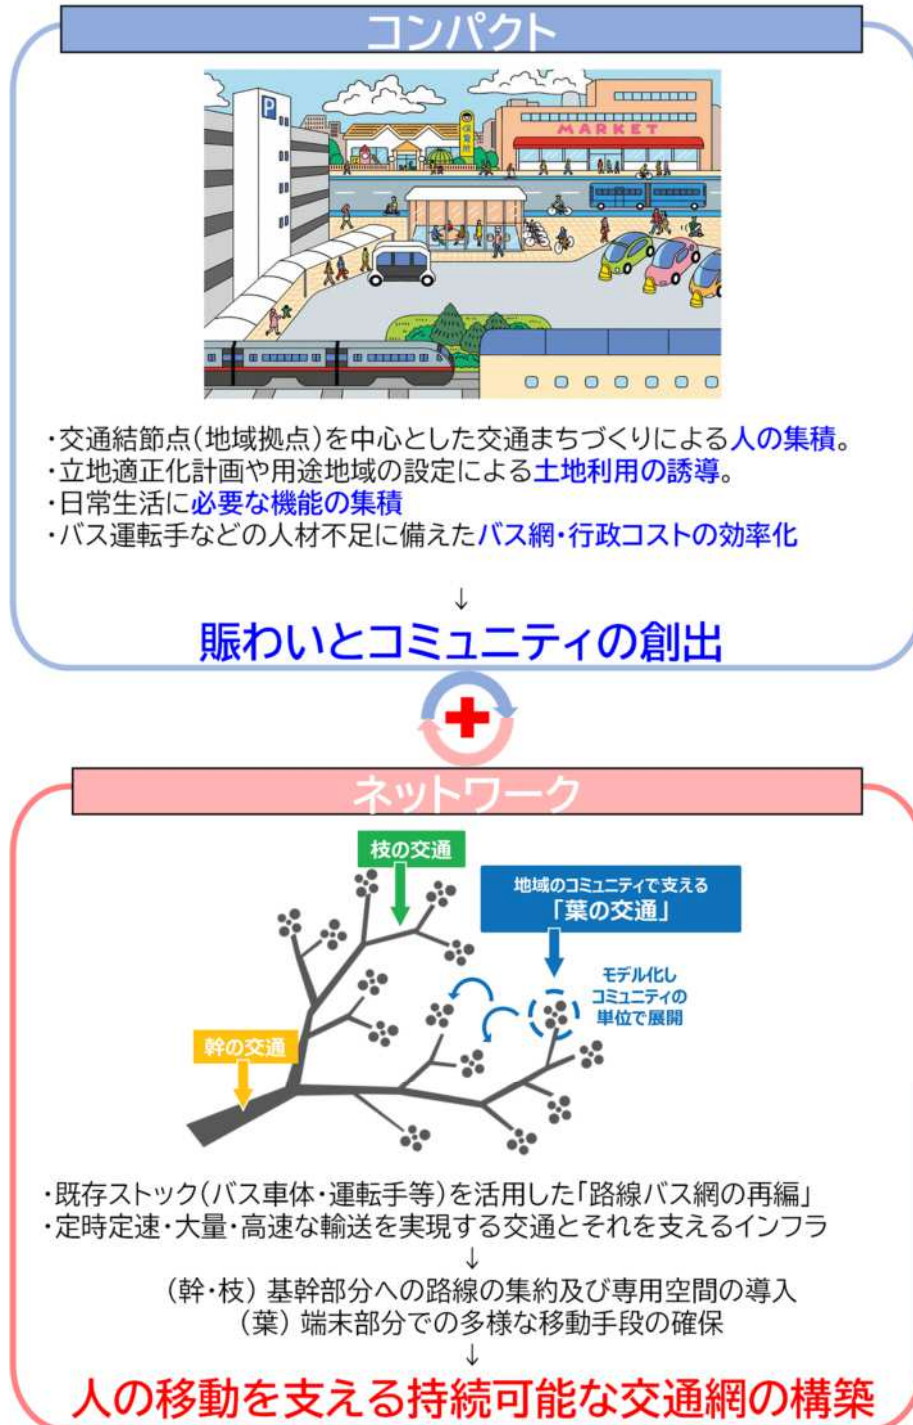 コンパクト
P
保育所
MARKET
・交通結節点(地域拠点)を中心とした交通まちづくりによる人の集積。
・立地適正化計画や用途地域の設定による土地利用の誘導。
・日常生活に必要な機能の集積
・バス運転手などの人材不足に備えたバス網・行政コストの効率化
↓
賑わいとコミュニティの創出
+
ネットワーク
枝の交通
地域のコミュニティで支える
「葉の交通」
モデル化し
コミュニティの
単位で展開
幹の交通
・既存ストック(バス車体・運転手等)を活用した「路線バス網の再編」
・定時定速・大量・高速な輸送を実現する交通とそれを支えるインフラ
↓
(幹・枝) 基幹部分への路線の集約及び専用空間の導入
(葉) 端末部分での多様な移動手段の確保
↓
人の移動を支える持続可能な交通網の構築